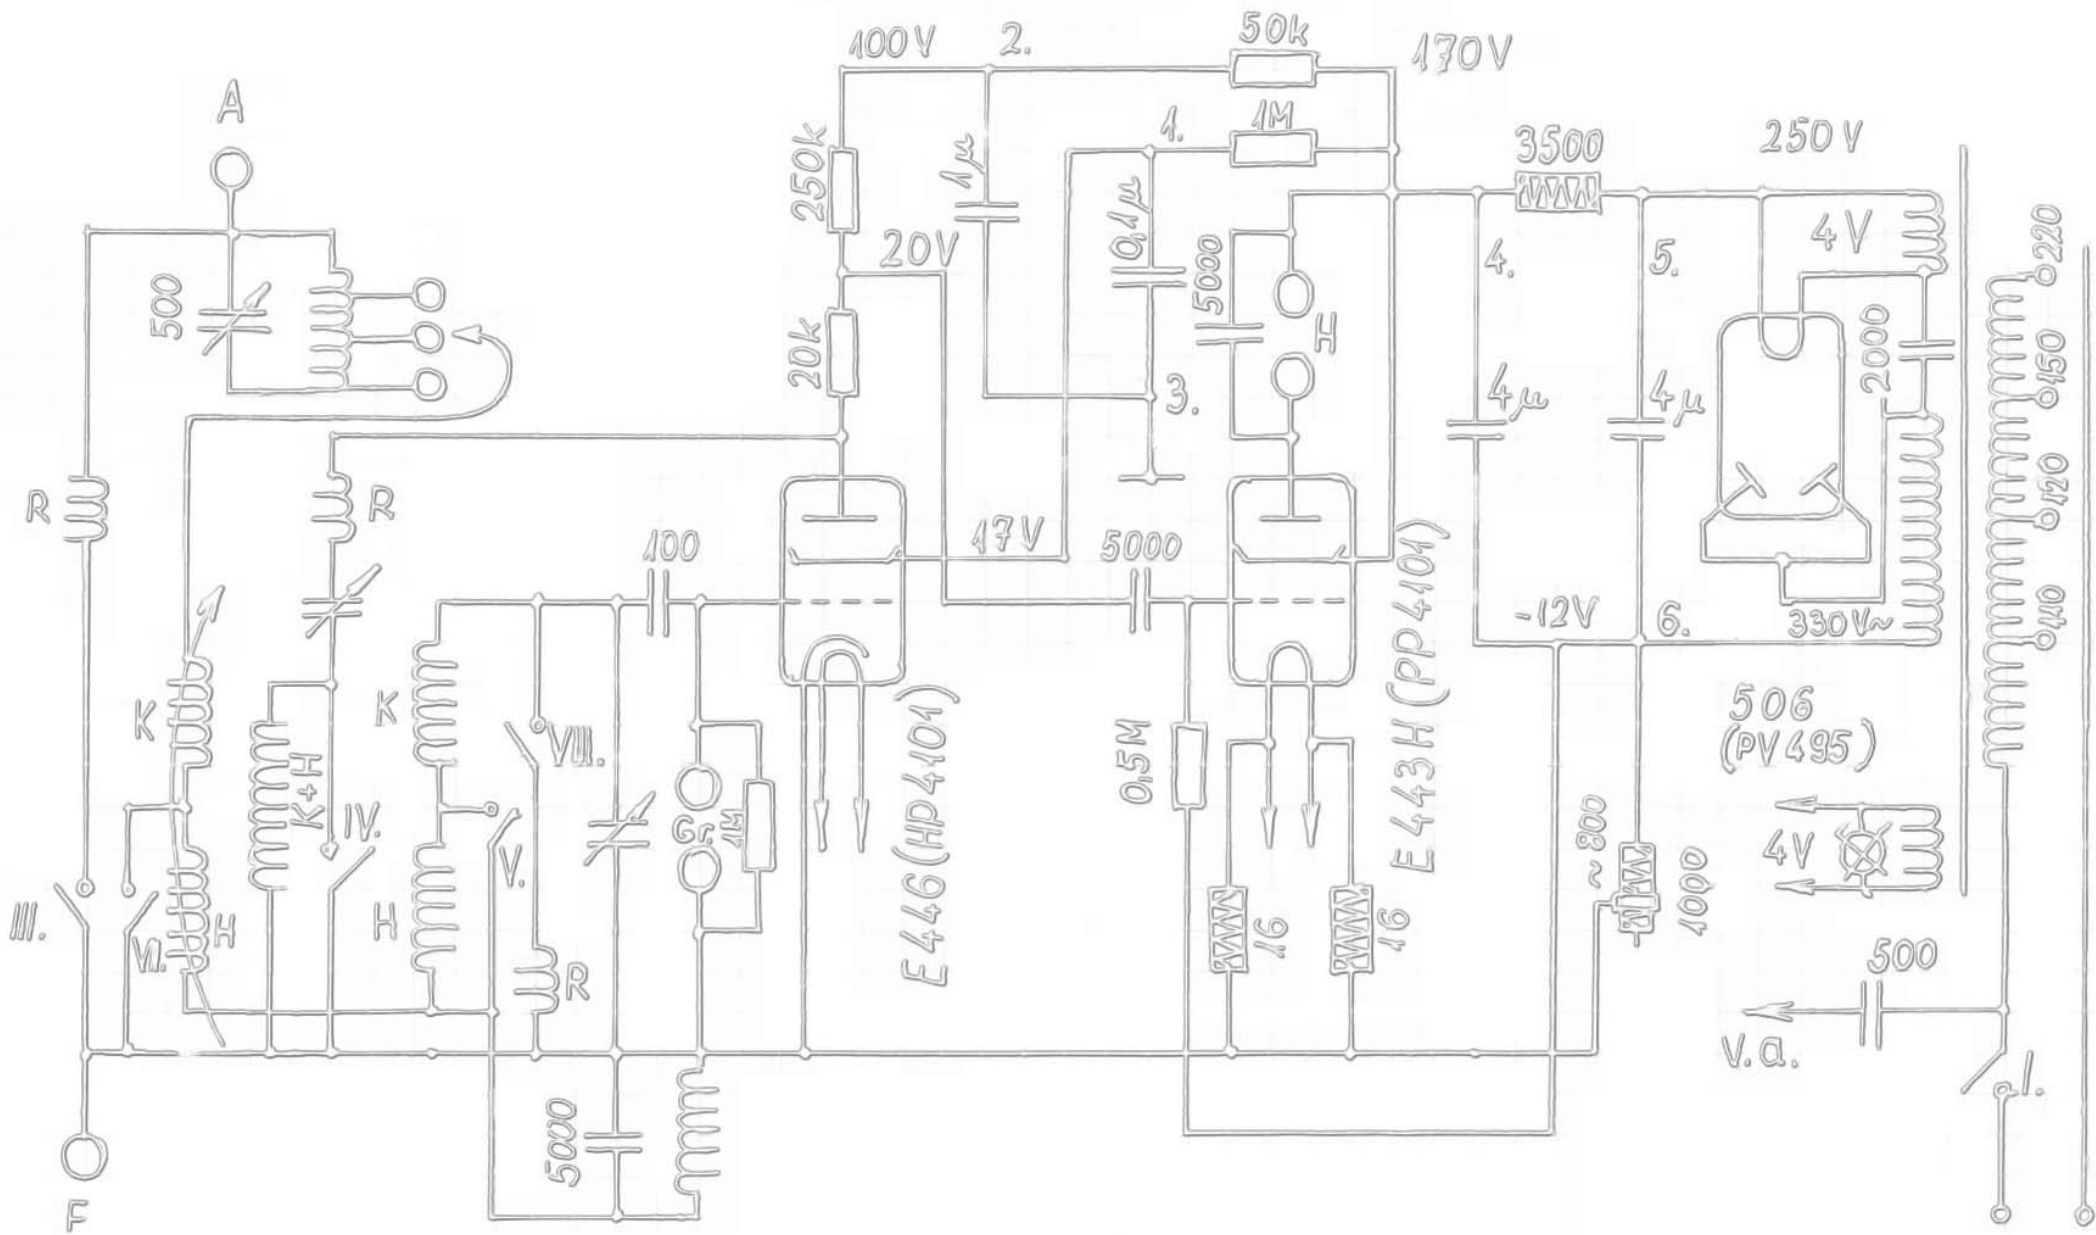 100V
2.
50k
170V
A
1.
1M
3500
250V
250k
1μ
0,1μ
5000
20V
4V
220
500
4.
5.
H
20k
3.
4μ
4μ
2000
150
R
R
100
17V
5000
120
-12V
6.
330V~
110
K
K
VIII.
E446(HP4101)
0,5M
E443H(PP4101)
506
(PV495)
K+H
IV.
Gr.
1M
~800
4V
V.
III.
VI.
H
H
R
16
16
1000
500
V.a.
I.
5000
F